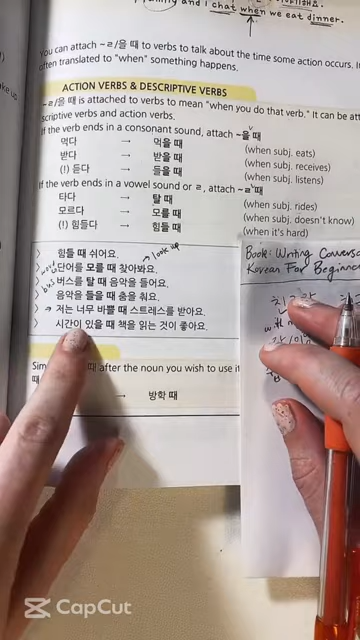 and I chat when we eat dinner.
You can attach -ㄹ/을 때 to verbs to talk about the time some action occurs. It
often translated to "when" something happens.
ACTION VERBS & DESCRIPTIVE VERBS
-ㄹ/을 때 is attached to verbs to mean "when you do that verb." It can be att
scriptive verbs and action verbs.
If the verb ends in a consonant sound, attach -을 때
먹다 → 먹을 때 (when subj. eats)
받다 → 받을 때 (when subj. receives)
(!) 듣다 → 들을 때 (when subj. listens)
If the verb ends in a vowel sound or ㄹ, attach -ㄹ 때
타다 → 탈 때 (when subj. rides)
모르다 → 모를 때 (when subj. doesn't know)
(!) 힘들다 → 힘들 때 (when it's hard)
> 힘들 때 쉬어요.
→ look up
word
> 단어를 모를 때 찾아봐요.
bus
> 버스를 탈 때 음악을 들어요.
> 음악을 들을 때 춤을 춰요.
> → 저는 너무 바쁠 때 스트레스를 받아요.
> 시간이 있을 때 책을 읽는 것이 좋아요.
Book: Writing Conversa
Korean For Beginne
with
Sim 때 after the noun you wish to use it
때
→ 방학 때
CapCut